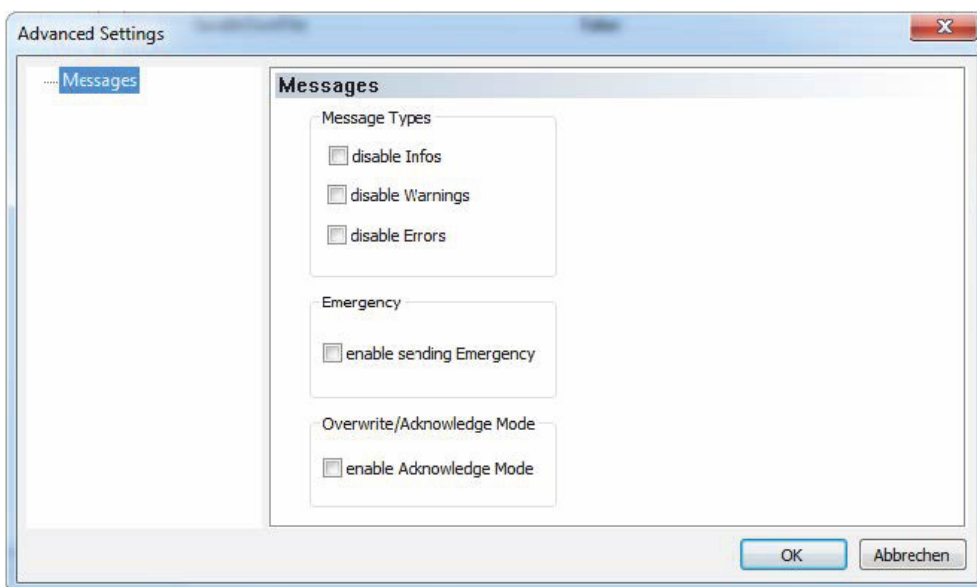 Advanced Settings
Messages
Messages
Message Types
disable Infos
disable Warnings
disable Errors
Emergency
enable sending Emergency
Overwrite/Acknowledge Mode
enable Acknowledge Mode
OK
Abbrechen